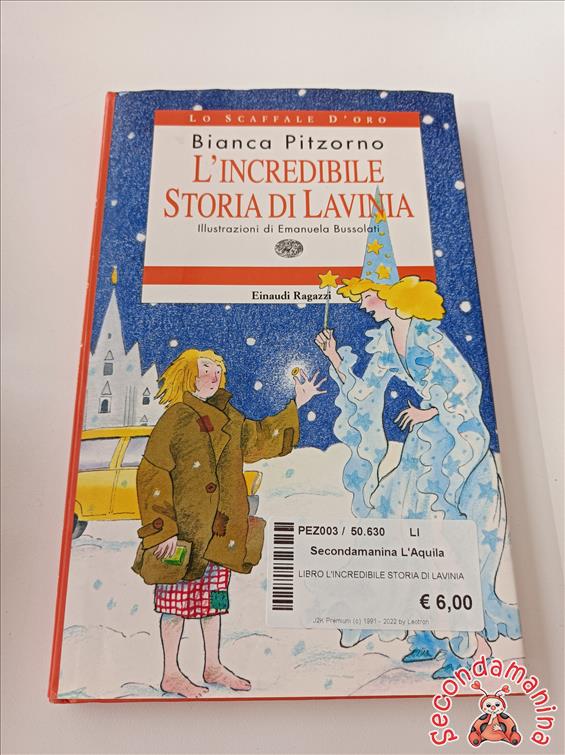 LO SCAFFALE D'ORO
Bianca Pitzorno
L'INCREDIBILE
STORIA DI LAVINIA
Illustrazioni di Emanuela Bussolati
Einaudi Ragazzi
PEZ003 / 50.630 LI
Secondamanina L'Aquila
LIBRO L'INCREDIBILE STORIA DI LAVINIA
€ 6,00
J2K Premium (c) 1991 - 2022 by Leotron
Secondamanina